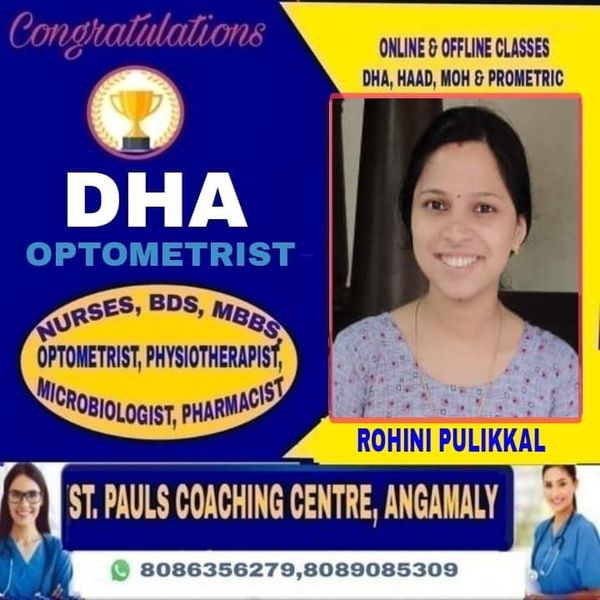 Congratulations
ONLINE & OFFLINE CLASSES
DHA, HAAD, MOH & PROMETRIC
DHA
OPTOMETRIST
NURSES, BDS, MBBS,
OPTOMETRIST, PHYSIOTHERAPIST,
MICROBIOLOGIST, PHARMACIST
ROHINI PULIKKAL
ST. PAULS COACHING CENTRE, ANGAMALY
8086356279,8089085309